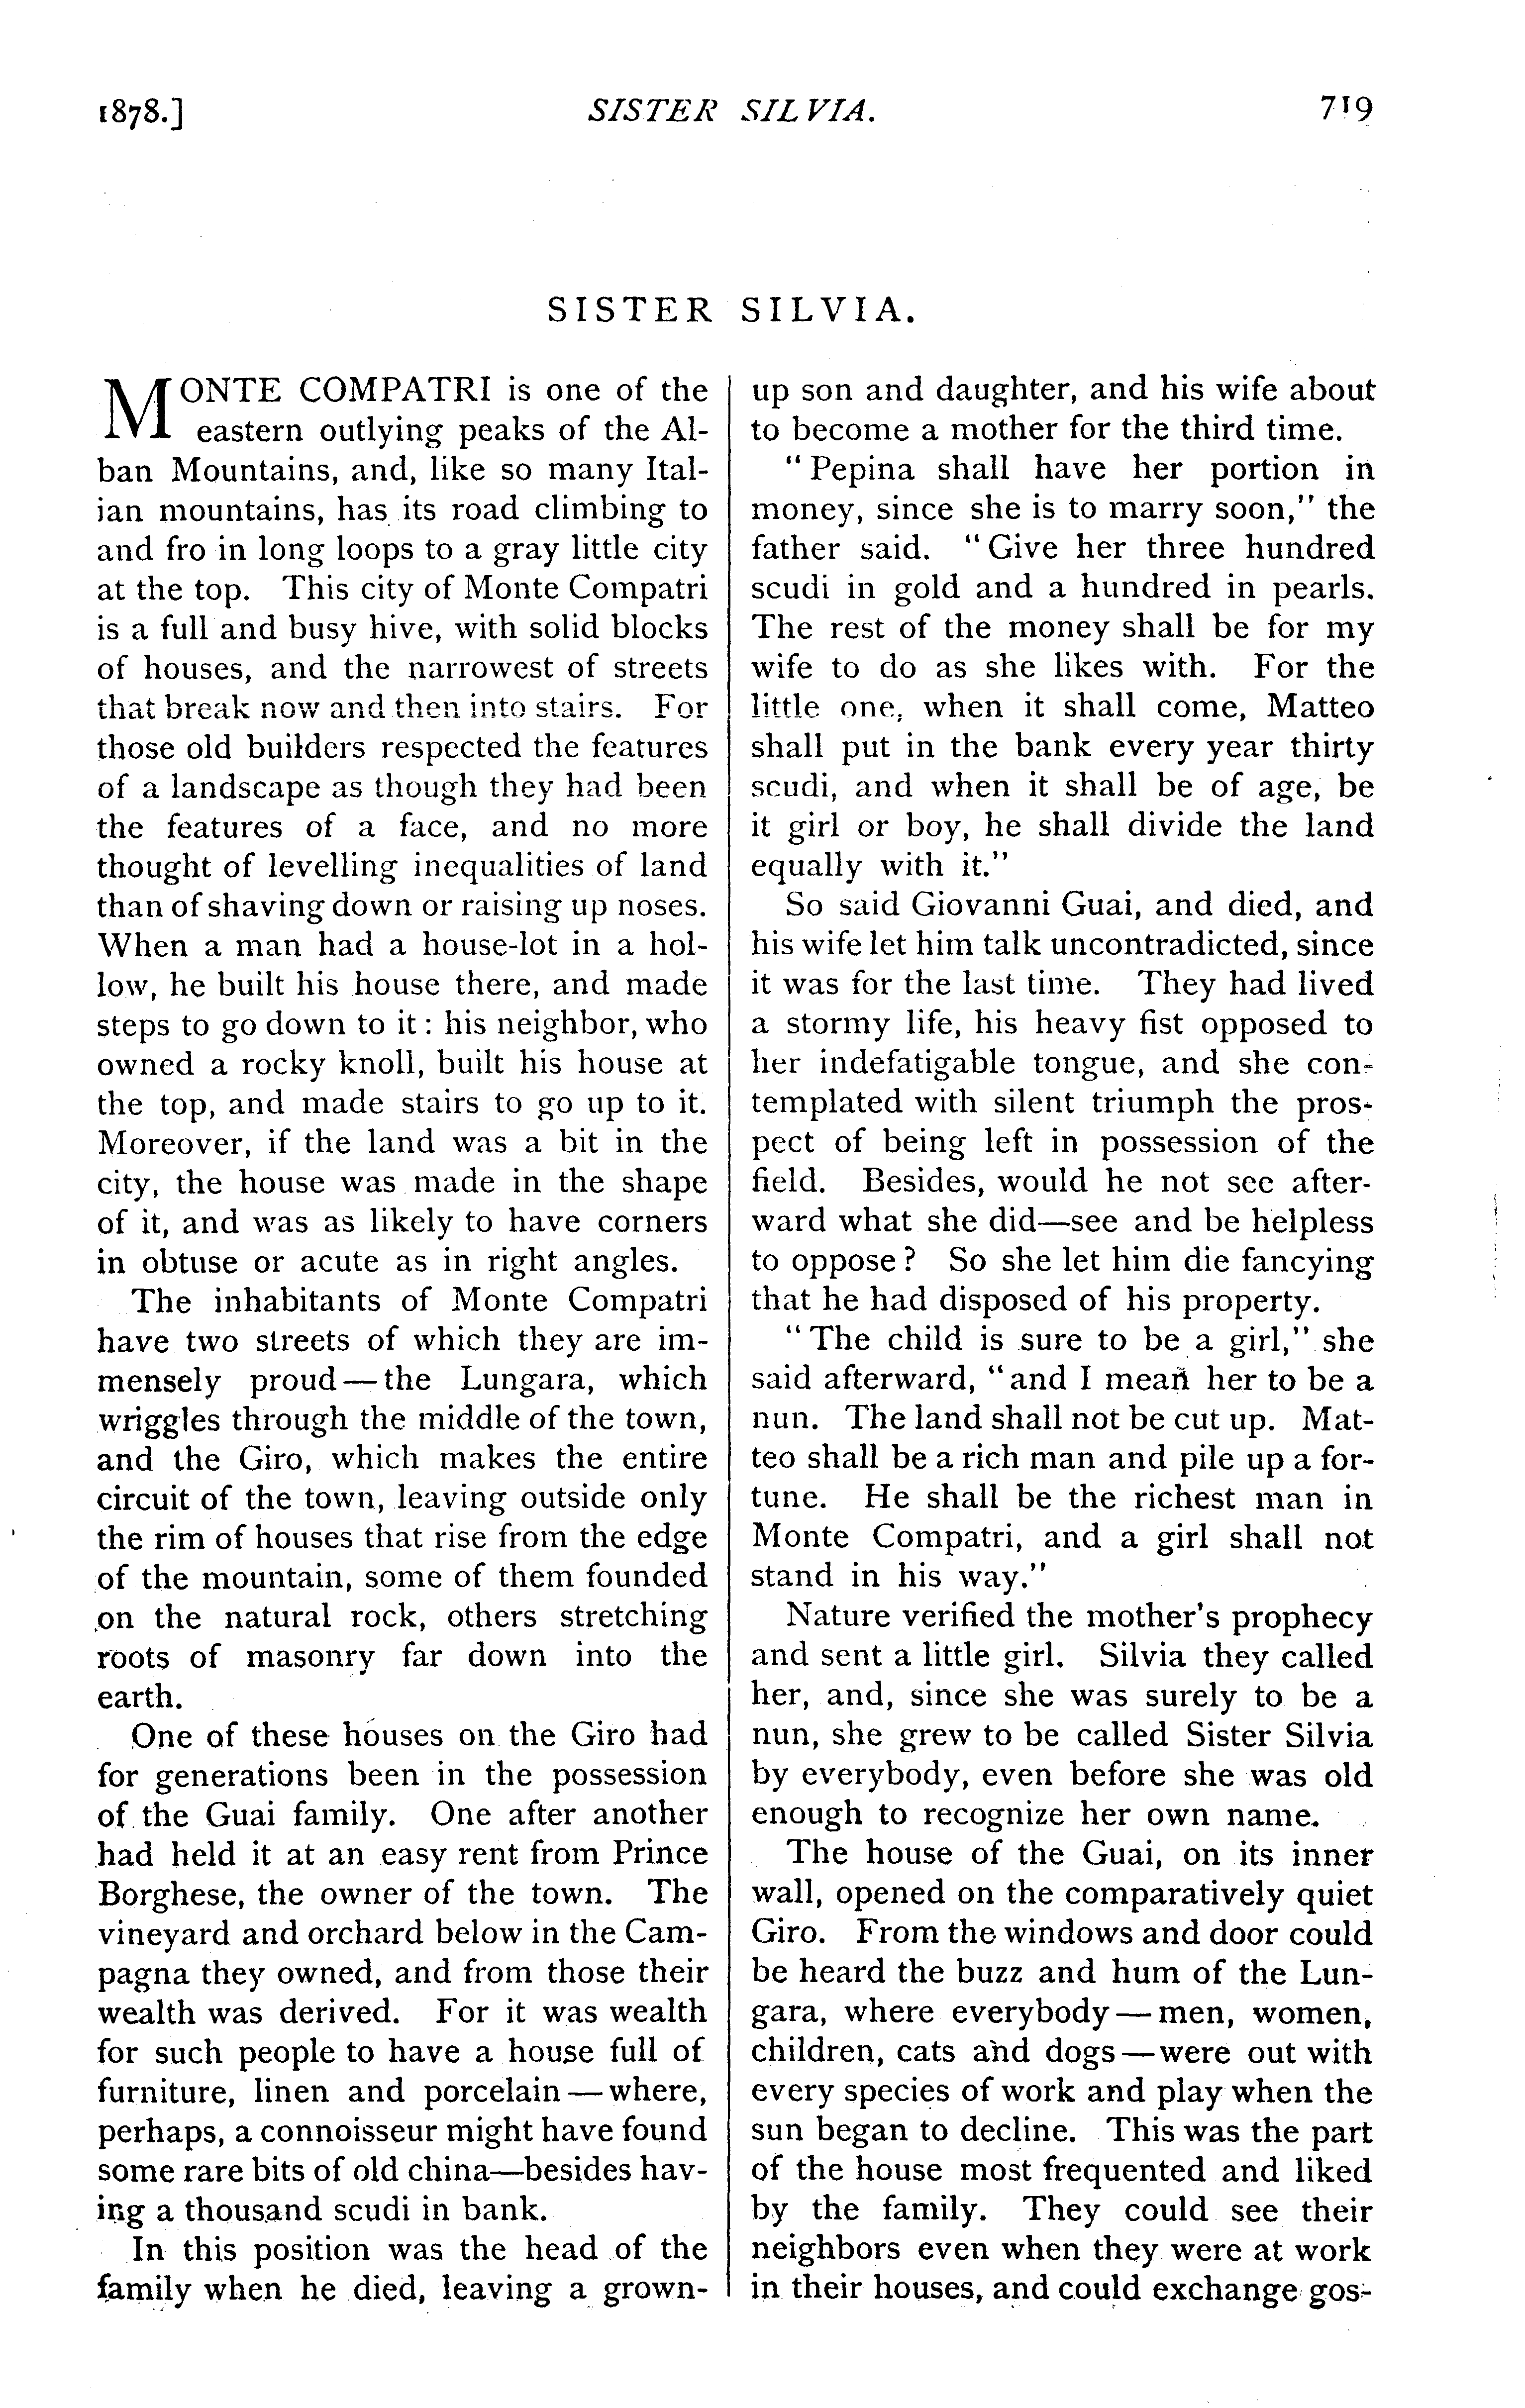 1878.] SISTER SILVIA. 719
SISTER SILVIA.
MONTE COMPATRI is one of the
eastern outlying peaks of the Al-
ban Mountains, and, like so many Ital-
ian mountains, has its road climbing to
and fro in long loops to a gray little city
at the top. This city of Monte Compatri
is a full and busy hive, with solid blocks
of houses, and the narrowest of streets
that break now and then into stairs. For
those old builders respected the features
of a landscape as though they had been
the features of a face, and no more
thought of levelling inequalities of land
than of shaving down or raising up noses.
When a man had a house-lot in a hol-
low, he built his house there, and made
steps to go down to it : his neighbor, who
owned a rocky knoll, built his house at
the top, and made stairs to go up to it.
Moreover, if the land was a bit in the
city, the house was made in the shape
of it, and was as likely to have corners
in obtuse or acute as in right angles.
The inhabitants of Monte Compatri
have two streets of which they are im-
mensely proud—the Lungara, which
wriggles through the middle of the town,
and the Giro, which makes the entire
circuit of the town, leaving outside only
the rim of houses that rise from the edge
of the mountain, some of them founded
on the natural rock, others stretching
roots of masonry far down into the
earth.
One of these houses on the Giro had
for generations been in the possession
of the Guai family. One after another
had held it at an easy rent from Prince
Borghese, the owner of the town. The
vineyard and orchard below in the Cam-
pagna they owned, and from those their
wealth was derived. For it was wealth
for such people to have a house full of
furniture, linen and porcelain—where,
perhaps, a connoisseur might have found
some rare bits of old china—besides hav-
ing a thousand scudi in bank.
In this position was the head of the
family when he died, leaving a grown-
up son and daughter, and his wife about
to become a mother for the third time.
"Pepina shall have her portion in
money, since she is to marry soon," the
father said. "Give her three hundred
scudi in gold and a hundred in pearls.
The rest of the money shall be for my
wife to do as she likes with. For the
little one, when it shall come, Matteo
shall put in the bank every year thirty
scudi, and when it shall be of age, be
it girl or boy, he shall divide the land
equally with it."
So said Giovanni Guai, and died, and
his wife let him talk uncontradicted, since
it was for the last time. They had lived
a stormy life, his heavy fist opposed to
her indefatigable tongue, and she con-
templated with silent triumph the pros-
pect of being left in possession of the
field. Besides, would he not see after-
ward what she did—see and be helpless
to oppose? So she let him die fancying
that he had disposed of his property.
"The child is sure to be a girl," she
said afterward, "and I mean her to be a
nun. The land shall not be cut up. Mat-
teo shall be a rich man and pile up a for-
tune. He shall be the richest man in
Monte Compatri, and a girl shall not
stand in his way."
Nature verified the mother's prophecy
and sent a little girl. Silvia they called
her, and, since she was surely to be a
nun, she grew to be called Sister Silvia
by everybody, even before she was old
enough to recognize her own name.
The house of the Guai, on its inner
wall, opened on the comparatively quiet
Giro. From the windows and door could
be heard the buzz and hum of the Lun-
gara, where everybody—men, women,
children, cats and dogs—were out with
every species of work and play when the
sun began to decline. This was the part
of the house most frequented and liked
by the family. They could see their
neighbors even when they were at work
in their houses, and could exchange gos-